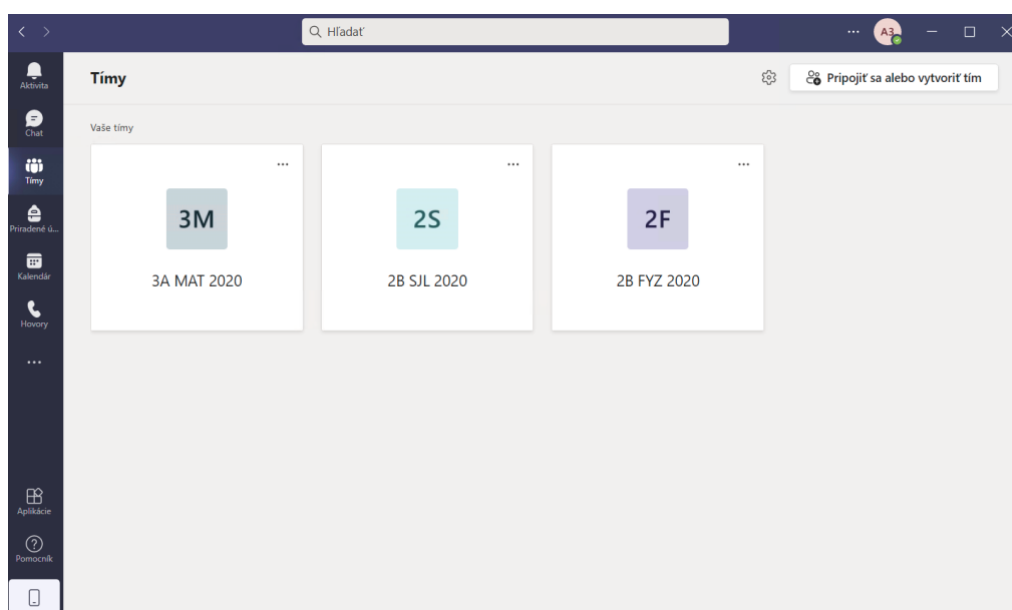 Hľadať
A3
Aktivita
Chat
Tímy
Priradené ú...
Kalendár
Hovory
Aplikácie
Pomocník
Tímy
Pripojiť sa alebo vytvoriť tím
Vaše tímy
3M
3A MAT 2020
2S
2B SJL 2020
2F
2B FYZ 2020